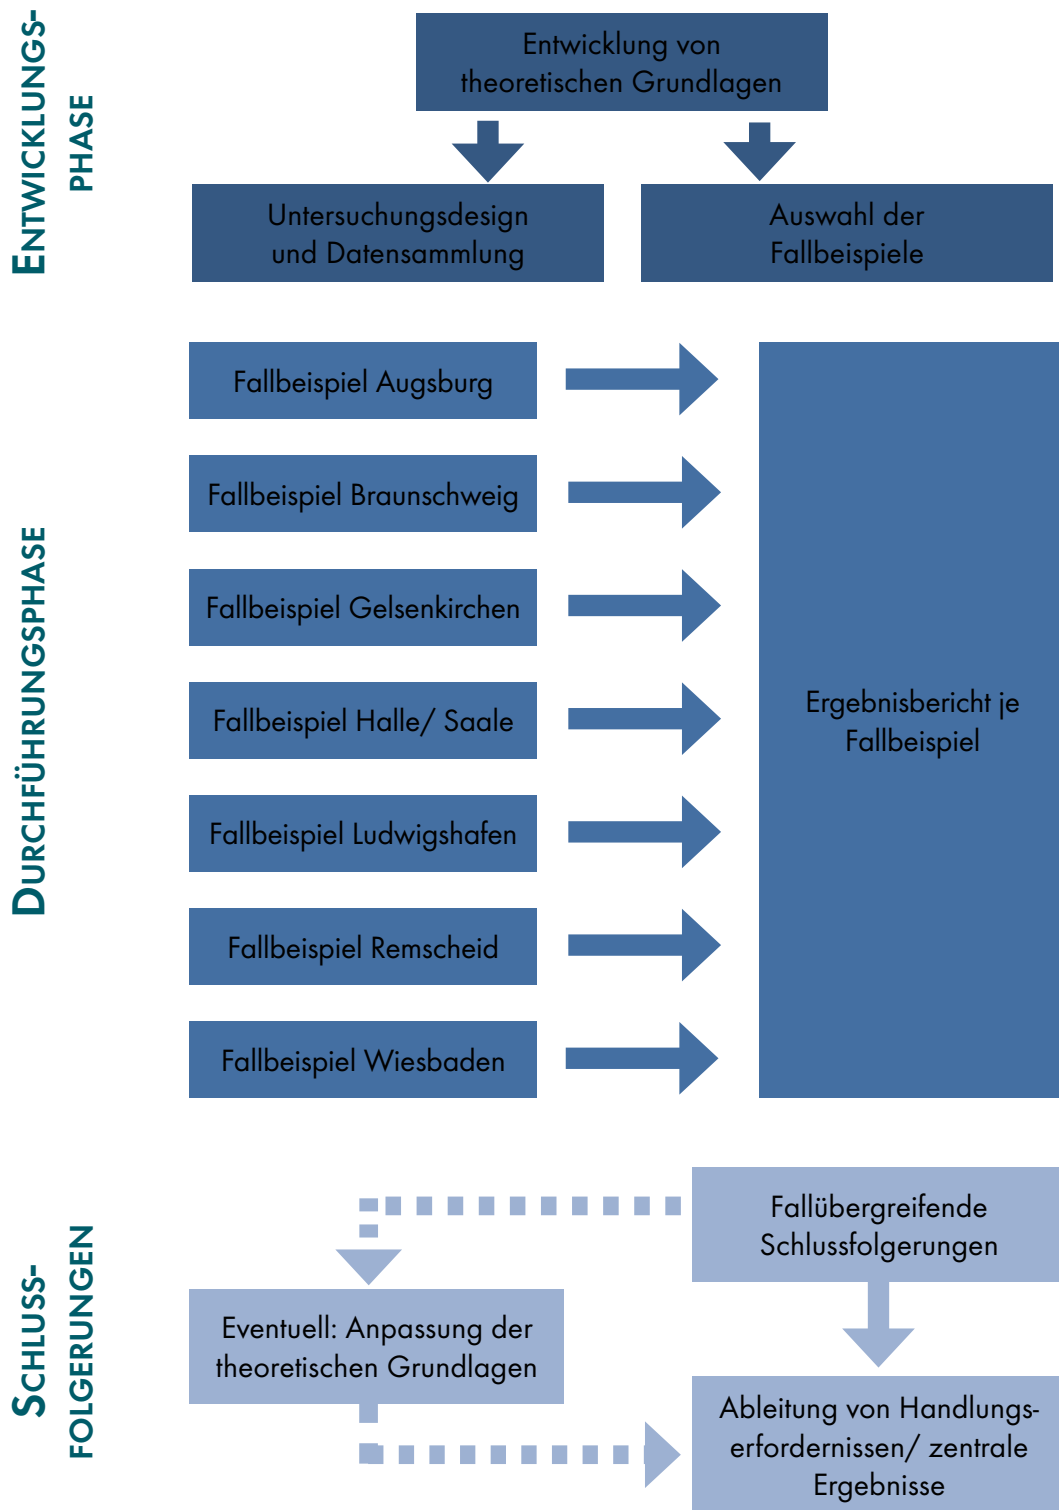 ENTWICKLUNGS-
PHASE
Entwicklung von
theoretischen Grundlagen
Untersuchungsdesign
und Datensammlung
Auswahl der
Fallbeispiele
DURCHFÜHRUNGSPHASE
Fallbeispiel Augsburg
Fallbeispiel Braunschweig
Fallbeispiel Gelsenkirchen
Fallbeispiel Halle/ Saale
Fallbeispiel Ludwigshafen
Fallbeispiel Remscheid
Fallbeispiel Wiesbaden
Ergebnisbericht je
Fallbeispiel
SCHLUSS-
FOLGERUNGEN
Fallübergreifende
Schlussfolgerungen
Eventuell: Anpassung der
theoretischen Grundlagen
Ableitung von Handlungs-
erfordernissen/ zentrale
Ergebnisse